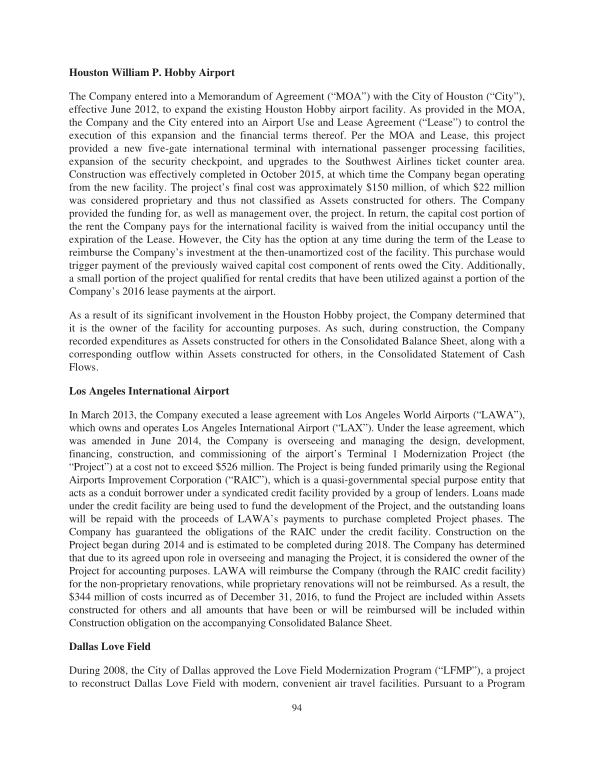 Houston William P. Hobby Airport
The Company entered into a Memorandum of Agreement (“MOA”) with the City of Houston (“City”),
effective June 2012, to expand the existing Houston Hobby airport facility. As provided in the MOA,
the Company and the City entered into an Airport Use and Lease Agreement (“Lease”) to control the
execution of this expansion and the financial terms thereof. Per the MOA and Lease, this project
provided a new five-gate international terminal with international passenger processing facilities,
expansion of the security checkpoint, and upgrades to the Southwest Airlines ticket counter area.
Construction was effectively completed in October 2015, at which time the Company began operating
from the new facility. The project’s final cost was approximately $150 million, of which $22 million
was considered proprietary and thus not classified as Assets constructed for others. The Company
provided the funding for, as well as management over, the project. In return, the capital cost portion of
the rent the Company pays for the international facility is waived from the initial occupancy until the
expiration of the Lease. However, the City has the option at any time during the term of the Lease to
reimburse the Company’s investment at the then-unamortized cost of the facility. This purchase would
trigger payment of the previously waived capital cost component of rents owed the City. Additionally,
a small portion of the project qualified for rental credits that have been utilized against a portion of the
Company’s 2016 lease payments at the airport.
As a result of its significant involvement in the Houston Hobby project, the Company determined that
it is the owner of the facility for accounting purposes. As such, during construction, the Company
recorded expenditures as Assets constructed for others in the Consolidated Balance Sheet, along with a
corresponding outflow within Assets constructed for others, in the Consolidated Statement of Cash
Flows.
Los Angeles International Airport
In March 2013, the Company executed a lease agreement with Los Angeles World Airports (“LAWA”),
which owns and operates Los Angeles International Airport (“LAX”). Under the lease agreement, which
was amended in June 2014, the Company is overseeing and managing the design, development,
financing, construction, and commissioning of the airport’s Terminal 1 Modernization Project (the
“Project”) at a cost not to exceed $526 million. The Project is being funded primarily using the Regional
Airports Improvement Corporation (“RAIC”), which is a quasi-governmental special purpose entity that
acts as a conduit borrower under a syndicated credit facility provided by a group of lenders. Loans made
under the credit facility are being used to fund the development of the Project, and the outstanding loans
will be repaid with the proceeds of LAWA’s payments to purchase completed Project phases. The
Company has guaranteed the obligations of the RAIC under the credit facility. Construction on the
Project began during 2014 and is estimated to be completed during 2018. The Company has determined
that due to its agreed upon role in overseeing and managing the Project, it is considered the owner of the
Project for accounting purposes. LAWA will reimburse the Company (through the RAIC credit facility)
for the non-proprietary renovations, while proprietary renovations will not be reimbursed. As a result, the
$344 million of costs incurred as of December 31, 2016, to fund the Project are included within Assets
constructed for others and all amounts that have been or will be reimbursed will be included within
Construction obligation on the accompanying Consolidated Balance Sheet.
Dallas Love Field
During 2008, the City of Dallas approved the Love Field Modernization Program (“LFMP”), a project
to reconstruct Dallas Love Field with modern, convenient air travel facilities. Pursuant to a Program
94